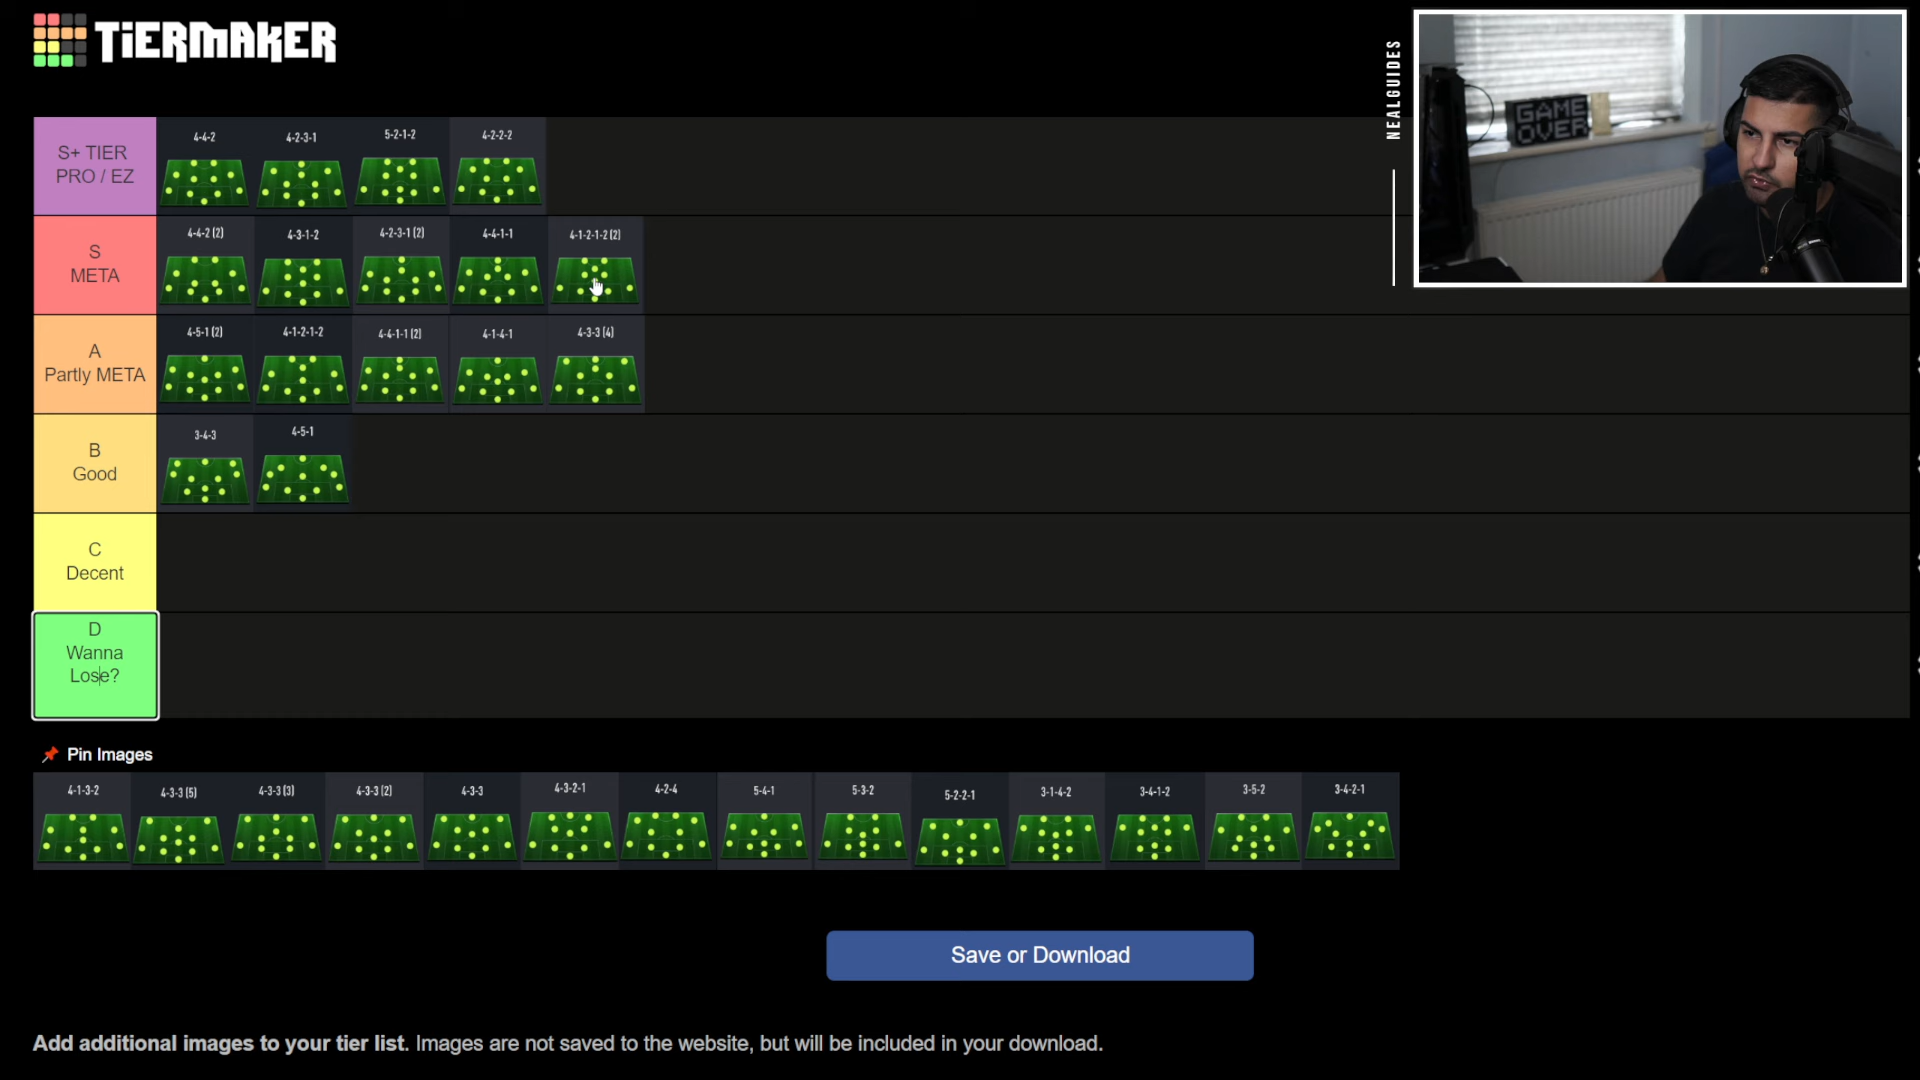 TiERMAKER
NEALGUIDES
GAME
OVER
S+ TIER
PRO / EZ
4-4-2
4-2-3-1
5-2-1-2
4-2-2-2
S
META
4-4-2 (2)
4-3-1-2
4-2-3-1 (2)
4-4-1-1
4-1-2-1-2 (2)
A
Partly META
4-5-1 (2)
4-1-2-1-2
4-4-1-1 (2)
4-1-4-1
4-3-3 (4)
B
Good
3-4-3
4-5-1
C
Decent
D
Wanna
Lose?
Pin Images
4-1-3-2
4-3-3 (5)
4-3-3 (3)
4-3-3 (2)
4-3-3
4-3-2-1
4-2-4
5-4-1
5-3-2
5-2-2-1
3-1-4-2
3-4-1-2
3-5-2
3-4-2-1
Save or Download
Add additional images to your tier list. Images are not saved to the website, but will be included in your download.